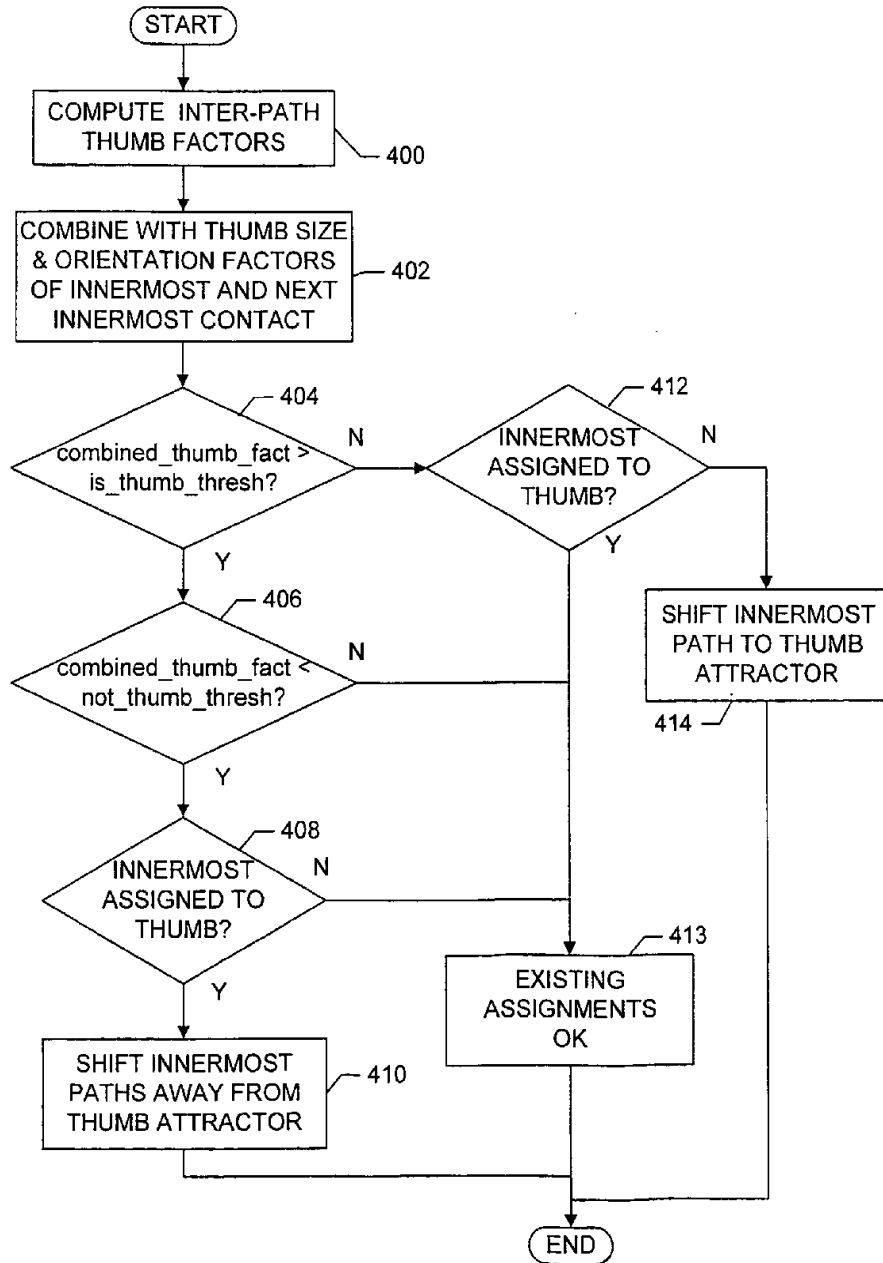 START
COMPUTE INTER-PATH
THUMB FACTORS
400
COMBINE WITH THUMB SIZE
& ORIENTATION FACTORS
OF INNERMOST AND NEXT
INNERMOST CONTACT
402
404
combined_thumb_fact >
is_thumb_thresh?
N
Y
412
INNERMOST
ASSIGNED TO
THUMB?
N
Y
406
combined_thumb_fact <
not_thumb_thresh?
N
Y
SHIFT INNERMOST
PATH TO THUMB
ATTRACTOR
414
408
INNERMOST
ASSIGNED TO
THUMB?
N
Y
413
EXISTING
ASSIGNMENTS
OK
SHIFT INNERMOST
PATHS AWAY FROM
THUMB ATTRACTOR
410
END